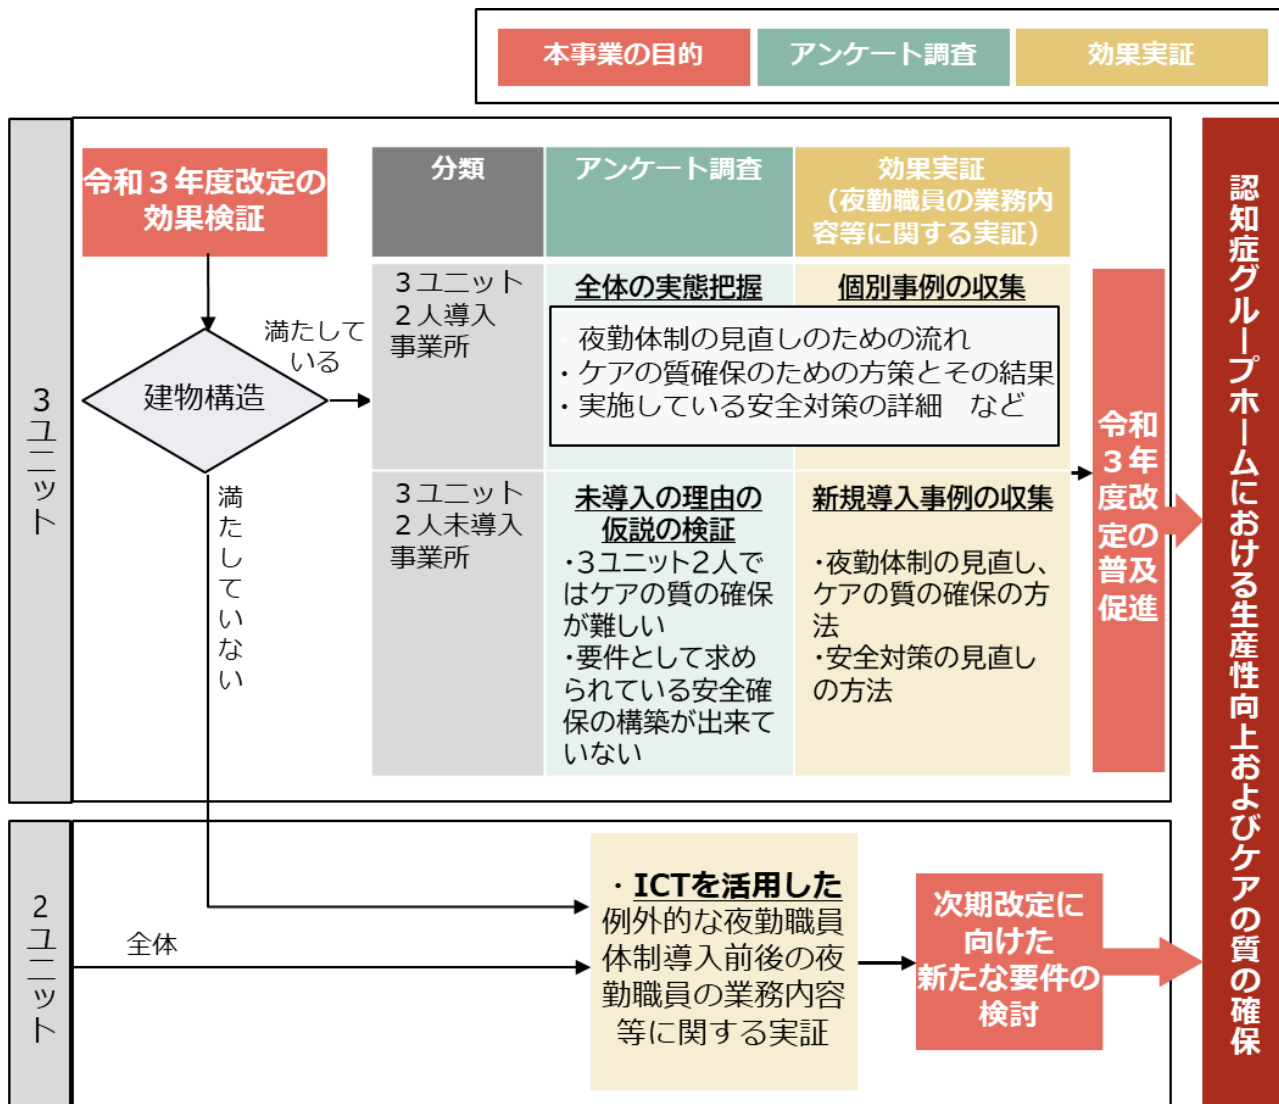 本事業の目的
アンケート調査
効果実証
3ユニット
令和３年度改定の
効果検証
建物構造
満たして
いる
満たしていない
分類
アンケート調査
効果実証
（夜勤職員の業務内
容等に関する実証）
３ユニット
２人導入
事業所
全体の実態把握
個別事例の収集
・夜勤体制の見直しのための流れ
・ケアの質確保のための方策とその結果
・実施している安全対策の詳細　など
３ユニット
２人未導入
事業所
未導入の理由の
仮説の検証
・3ユニット2人で
はケアの質の確保
が難しい
・要件として求め
られている安全確
保の構築が出来て
いない
新規導入事例の収集
・夜勤体制の見直し、
ケアの質の確保の方
法
・安全対策の見直し
の方法
令和
３年
度改
定の
普及
促進
認知症グループホームにおける生産性向上およびケアの質の確保
2ユニット
全体
・ICTを活用した
例外的な夜勤職員
体制導入前後の夜
勤職員の業務内容
等に関する実証
次期改定に
向けた
新たな要件の
検討